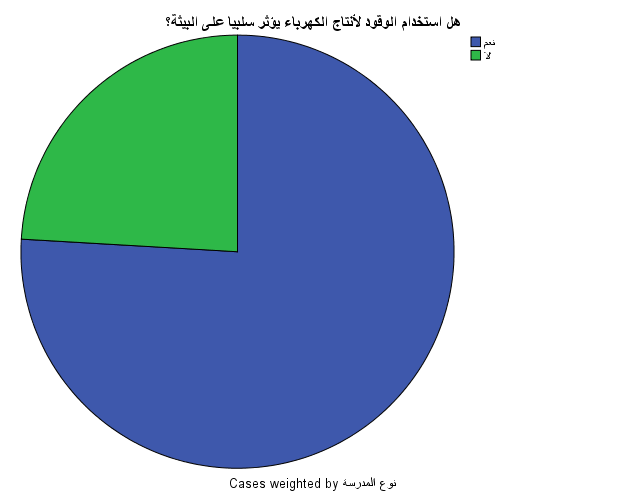 هل استخدام الوقود لأنتاج الكهرباء يؤثر سلبيا على البيئة؟
نعم
لا
Cases weighted by نوع المدرسة